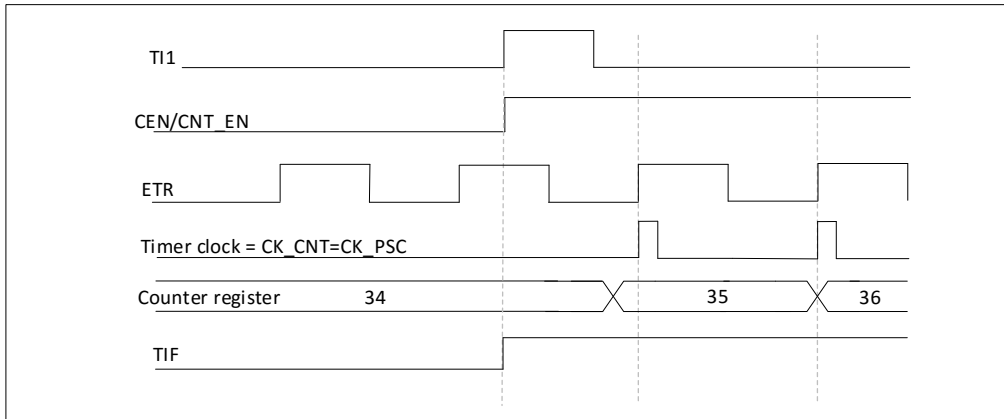 TI1
CEN/CNT_EN
ETR
Timer clock = CK_CNT=CK_PSC
Counter register 34 35 36
TIF